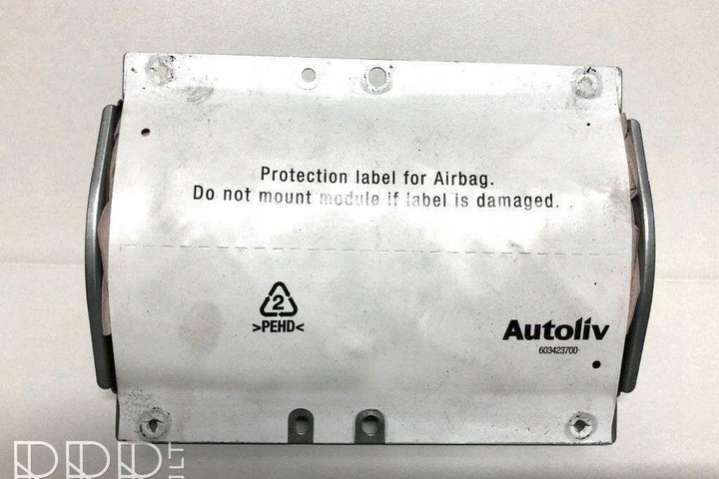 Protection label for Airbag.
Do not mount module if label is damaged.
2
>PEHD<
Autoliv
603423700